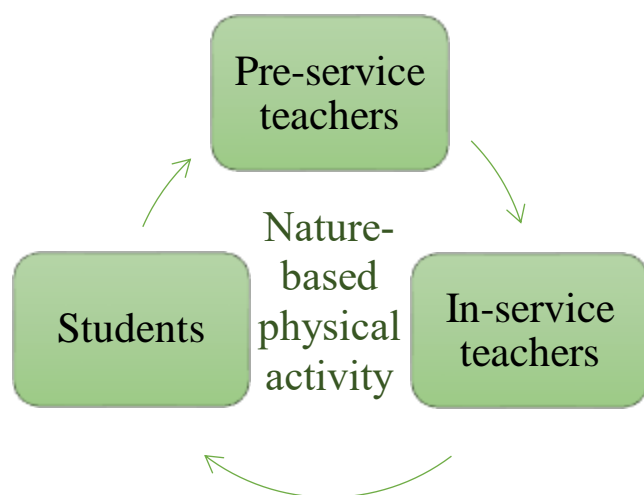 Pre-service
teachers
Nature-
based
physical
activity
Students
In-service
teachers